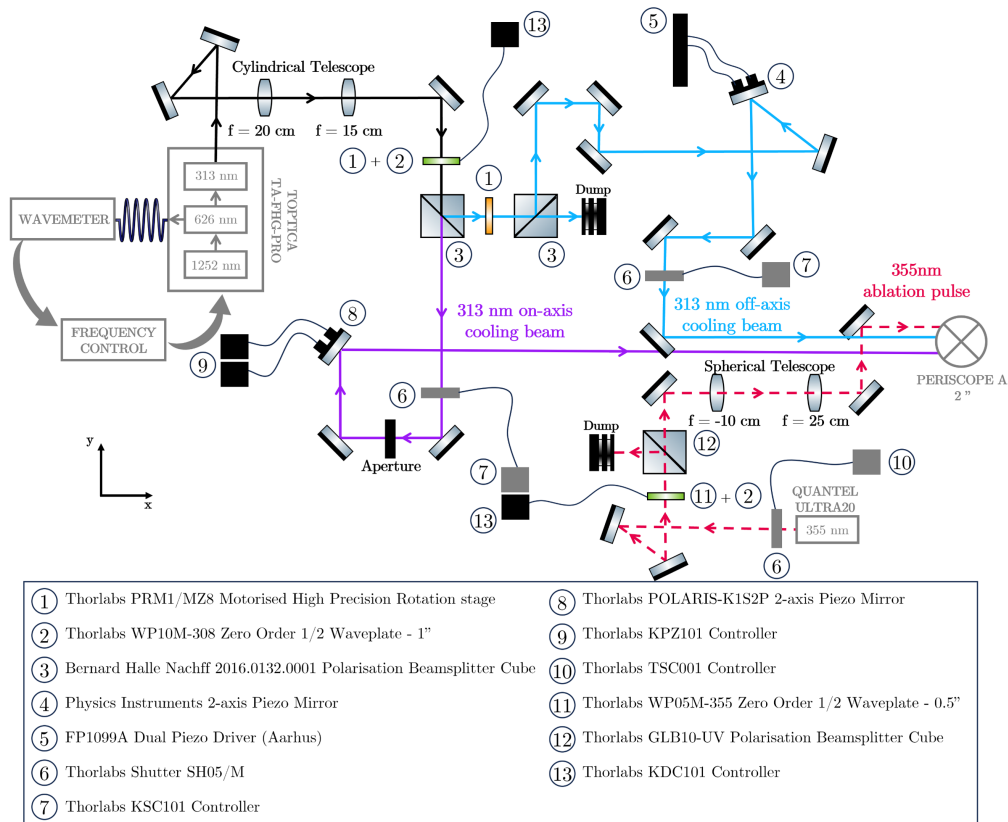 13
5
4
Cylindrical Telescope
f = 20 cm
f = 15 cm
1 + 2
1
Dump
3
3
313 nm
626 nm
1252 nm
TOPTICA
TA-FHG-PRO
WAVEMETER
FREQUENCY
CONTROL
6
7
355nm
ablation pulse
313 nm on-axis
cooling beam
313 nm off-axis
cooling beam
8
9
PERISCOPE A
2 "
Spherical Telescope
f = -10 cm
f = 25 cm
6
Aperture
Dump
12
7
13
11 + 2
10
QUANTEL
ULTRA20
355 nm
6
y
x
1 Thorlabs PRM1/MZ8 Motorised High Precision Rotation stage
2 Thorlabs WP10M-308 Zero Order 1/2 Waveplate - 1”
3 Bernard Halle Nachff 2016.0132.0001 Polarisation Beamsplitter Cube
4 Physics Instruments 2-axis Piezo Mirror
5 FP1099A Dual Piezo Driver (Aarhus)
6 Thorlabs Shutter SH05/M
7 Thorlabs KSC101 Controller
8 Thorlabs POLARIS-K1S2P 2-axis Piezo Mirror
9 Thorlabs KPZ101 Controller
10 Thorlabs TSC001 Controller
11 Thorlabs WP05M-355 Zero Order 1/2 Waveplate - 0.5”
12 Thorlabs GLB10-UV Polarisation Beamsplitter Cube
13 Thorlabs KDC101 Controller